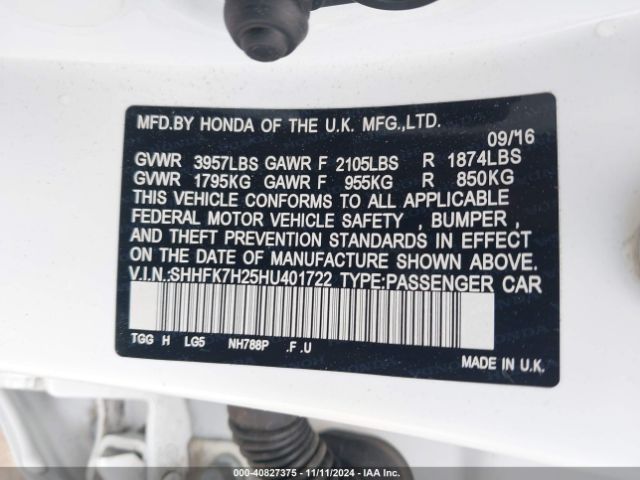 MFD.BY HONDA OF THE U.K. MFG.,LTD.
09/'16
GVWR 3957LBS GAWR F 2105LBS R 1874LBS
GVWR 1795KG GAWR F 955KG R 850KG
THIS VEHICLE CONFORMS TO ALL APPLICABLE
FEDERAL MOTOR VEHICLE SAFETY , BUMPER ,
AND THEFT PREVENTION STANDARDS IN EFFECT
ON THE DATE OF MANUFACTURE SHOWN ABOVE.
V.I.N.:SHHFK7H25HU401722 TYPE:PASSENGER CAR
TGG H LG5 NH788P .F .U
MADE IN U.K.
000-40827375 - 11/11/2024 - IAA Inc.